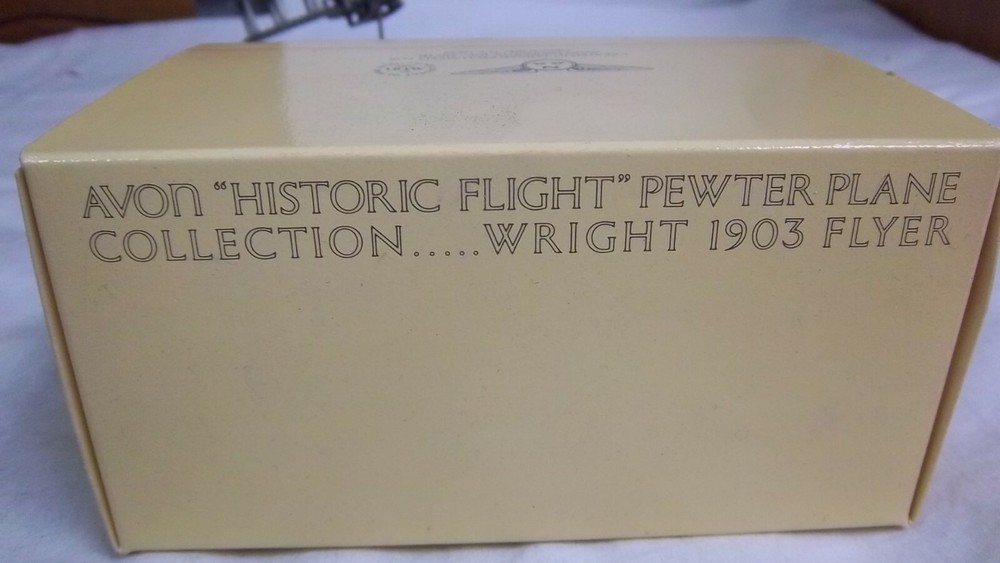 AVON “HISTORIC FLIGHT” PEWTER PLANE
COLLECTION.....WRIGHT 1903 FLYER